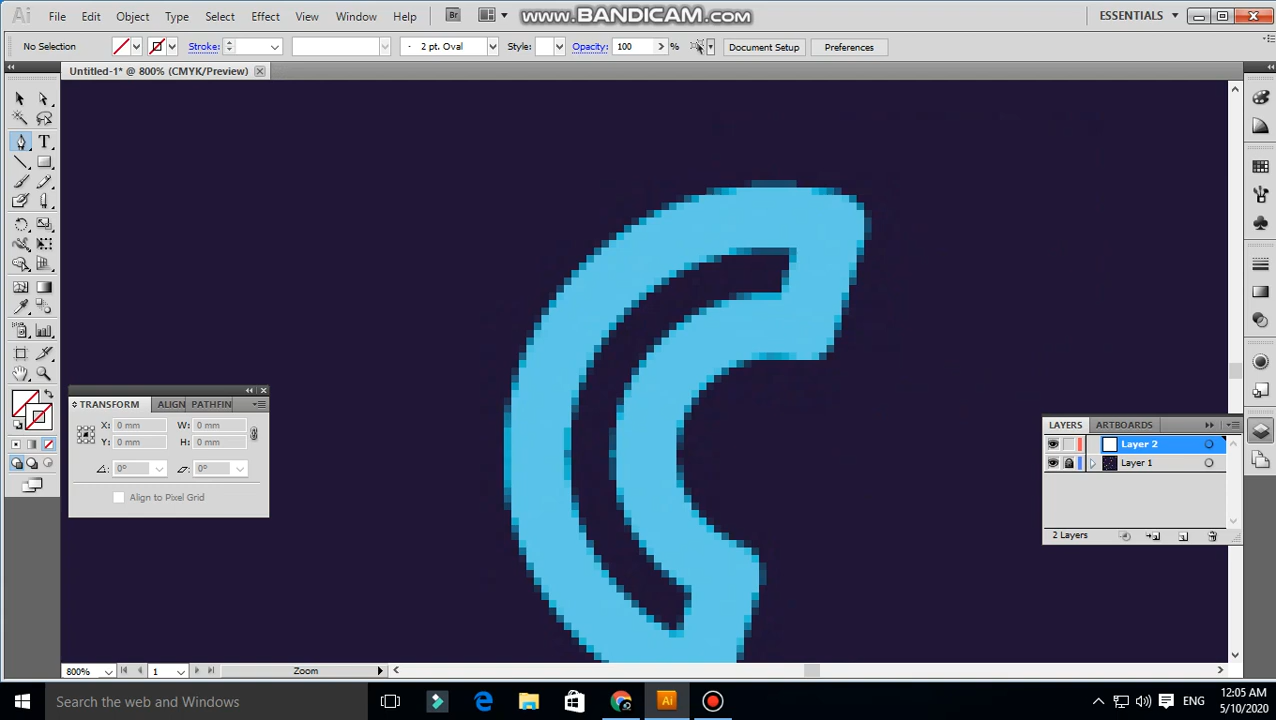 Ai File Edit Object Type Select Effect View Window Help Br www.BANDICAM.com ESSENTIALS
No Selection Stroke: 2 pt. Oval Style: Opacity: 100 % Document Setup Preferences
Untitled-1* @ 800% (CMYK/Preview)
T
TRANSFORM ALIGN PATHFIN
X: 0 mm W: 0 mm
Y: 0 mm H: 0 mm
0° 0°
Align to Pixel Grid
LAYERS ARTBOARDS
Layer 2
Layer 1
2 Layers
800% 1 Zoom
Search the web and Windows Ai ENG 12:05 AM
5/10/2020